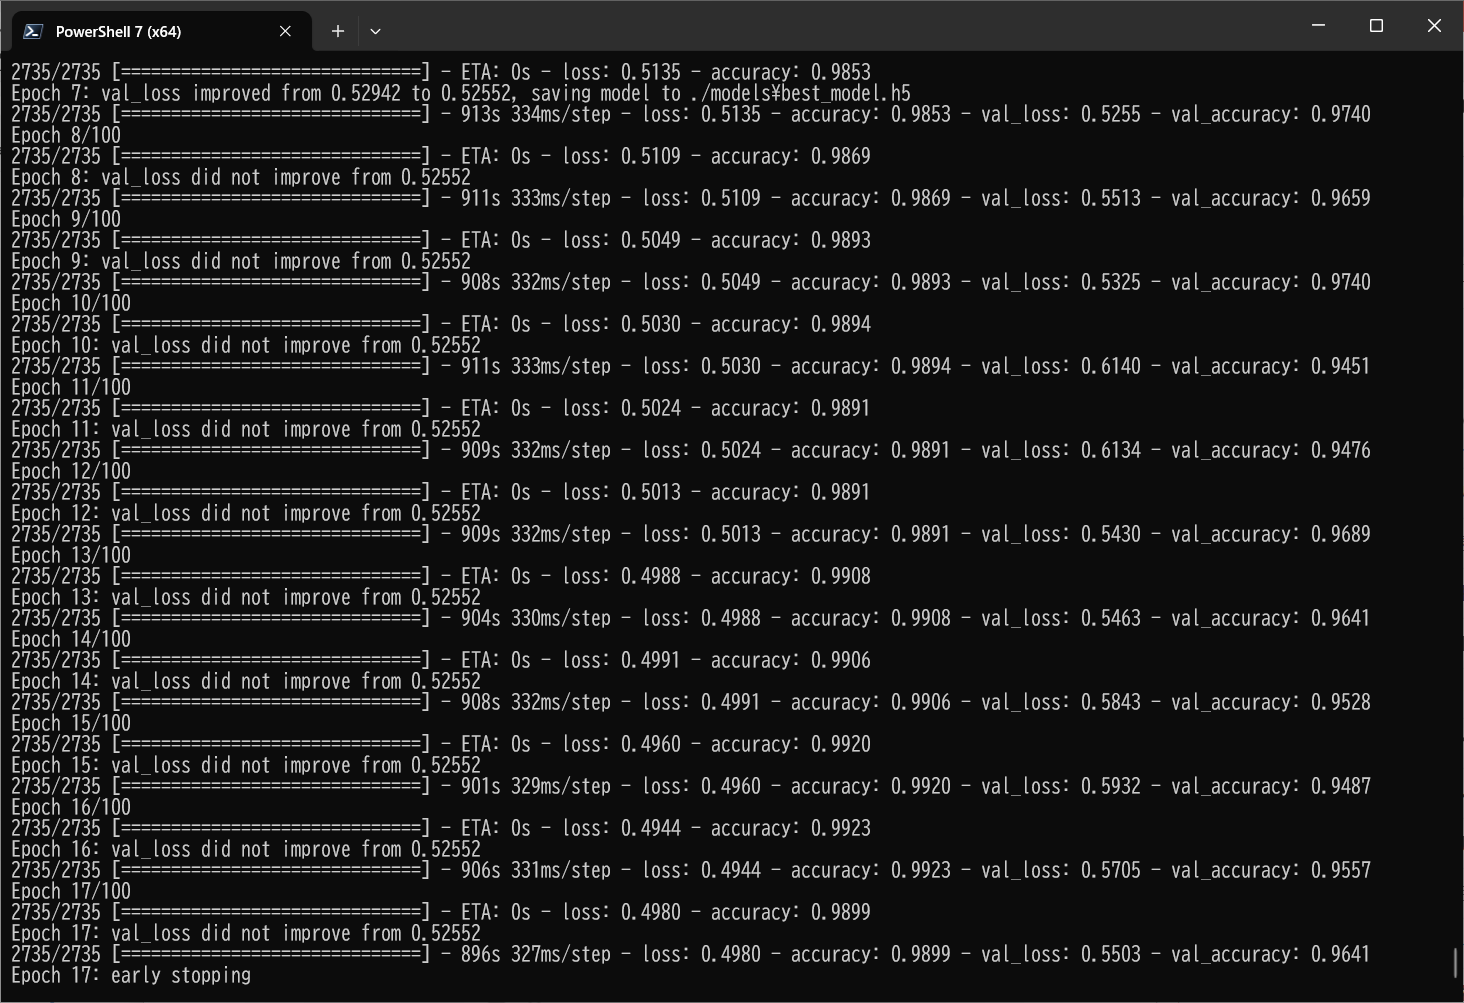 PowerShell 7 (x64)
2735/2735 [==============================] - ETA: 0s - loss: 0.5135 - accuracy: 0.9853
Epoch 7: val_loss improved from 0.52942 to 0.52552, saving model to ./models¥best_model.h5
2735/2735 [==============================] - 913s 334ms/step - loss: 0.5135 - accuracy: 0.9853 - val_loss: 0.5255 - val_accuracy: 0.9740
Epoch 8/100
2735/2735 [==============================] - ETA: 0s - loss: 0.5109 - accuracy: 0.9869
Epoch 8: val_loss did not improve from 0.52552
2735/2735 [==============================] - 911s 333ms/step - loss: 0.5109 - accuracy: 0.9869 - val_loss: 0.5513 - val_accuracy: 0.9659
Epoch 9/100
2735/2735 [==============================] - ETA: 0s - loss: 0.5049 - accuracy: 0.9893
Epoch 9: val_loss did not improve from 0.52552
2735/2735 [==============================] - 908s 332ms/step - loss: 0.5049 - accuracy: 0.9893 - val_loss: 0.5325 - val_accuracy: 0.9740
Epoch 10/100
2735/2735 [==============================] - ETA: 0s - loss: 0.5030 - accuracy: 0.9894
Epoch 10: val_loss did not improve from 0.52552
2735/2735 [==============================] - 911s 333ms/step - loss: 0.5030 - accuracy: 0.9894 - val_loss: 0.6140 - val_accuracy: 0.9451
Epoch 11/100
2735/2735 [==============================] - ETA: 0s - loss: 0.5024 - accuracy: 0.9891
Epoch 11: val_loss did not improve from 0.52552
2735/2735 [==============================] - 909s 332ms/step - loss: 0.5024 - accuracy: 0.9891 - val_loss: 0.6134 - val_accuracy: 0.9476
Epoch 12/100
2735/2735 [==============================] - ETA: 0s - loss: 0.5013 - accuracy: 0.9891
Epoch 12: val_loss did not improve from 0.52552
2735/2735 [==============================] - 909s 332ms/step - loss: 0.5013 - accuracy: 0.9891 - val_loss: 0.5430 - val_accuracy: 0.9689
Epoch 13/100
2735/2735 [==============================] - ETA: 0s - loss: 0.4988 - accuracy: 0.9908
Epoch 13: val_loss did not improve from 0.52552
2735/2735 [==============================] - 904s 330ms/step - loss: 0.4988 - accuracy: 0.9908 - val_loss: 0.5463 - val_accuracy: 0.9641
Epoch 14/100
2735/2735 [==============================] - ETA: 0s - loss: 0.4991 - accuracy: 0.9906
Epoch 14: val_loss did not improve from 0.52552
2735/2735 [==============================] - 908s 332ms/step - loss: 0.4991 - accuracy: 0.9906 - val_loss: 0.5843 - val_accuracy: 0.9528
Epoch 15/100
2735/2735 [==============================] - ETA: 0s - loss: 0.4960 - accuracy: 0.9920
Epoch 15: val_loss did not improve from 0.52552
2735/2735 [==============================] - 901s 329ms/step - loss: 0.4960 - accuracy: 0.9920 - val_loss: 0.5932 - val_accuracy: 0.9487
Epoch 16/100
2735/2735 [==============================] - ETA: 0s - loss: 0.4944 - accuracy: 0.9923
Epoch 16: val_loss did not improve from 0.52552
2735/2735 [==============================] - 906s 331ms/step - loss: 0.4944 - accuracy: 0.9923 - val_loss: 0.5705 - val_accuracy: 0.9557
Epoch 17/100
2735/2735 [==============================] - ETA: 0s - loss: 0.4980 - accuracy: 0.9899
Epoch 17: val_loss did not improve from 0.52552
2735/2735 [==============================] - 896s 327ms/step - loss: 0.4980 - accuracy: 0.9899 - val_loss: 0.5503 - val_accuracy: 0.9641
Epoch 17: early stopping